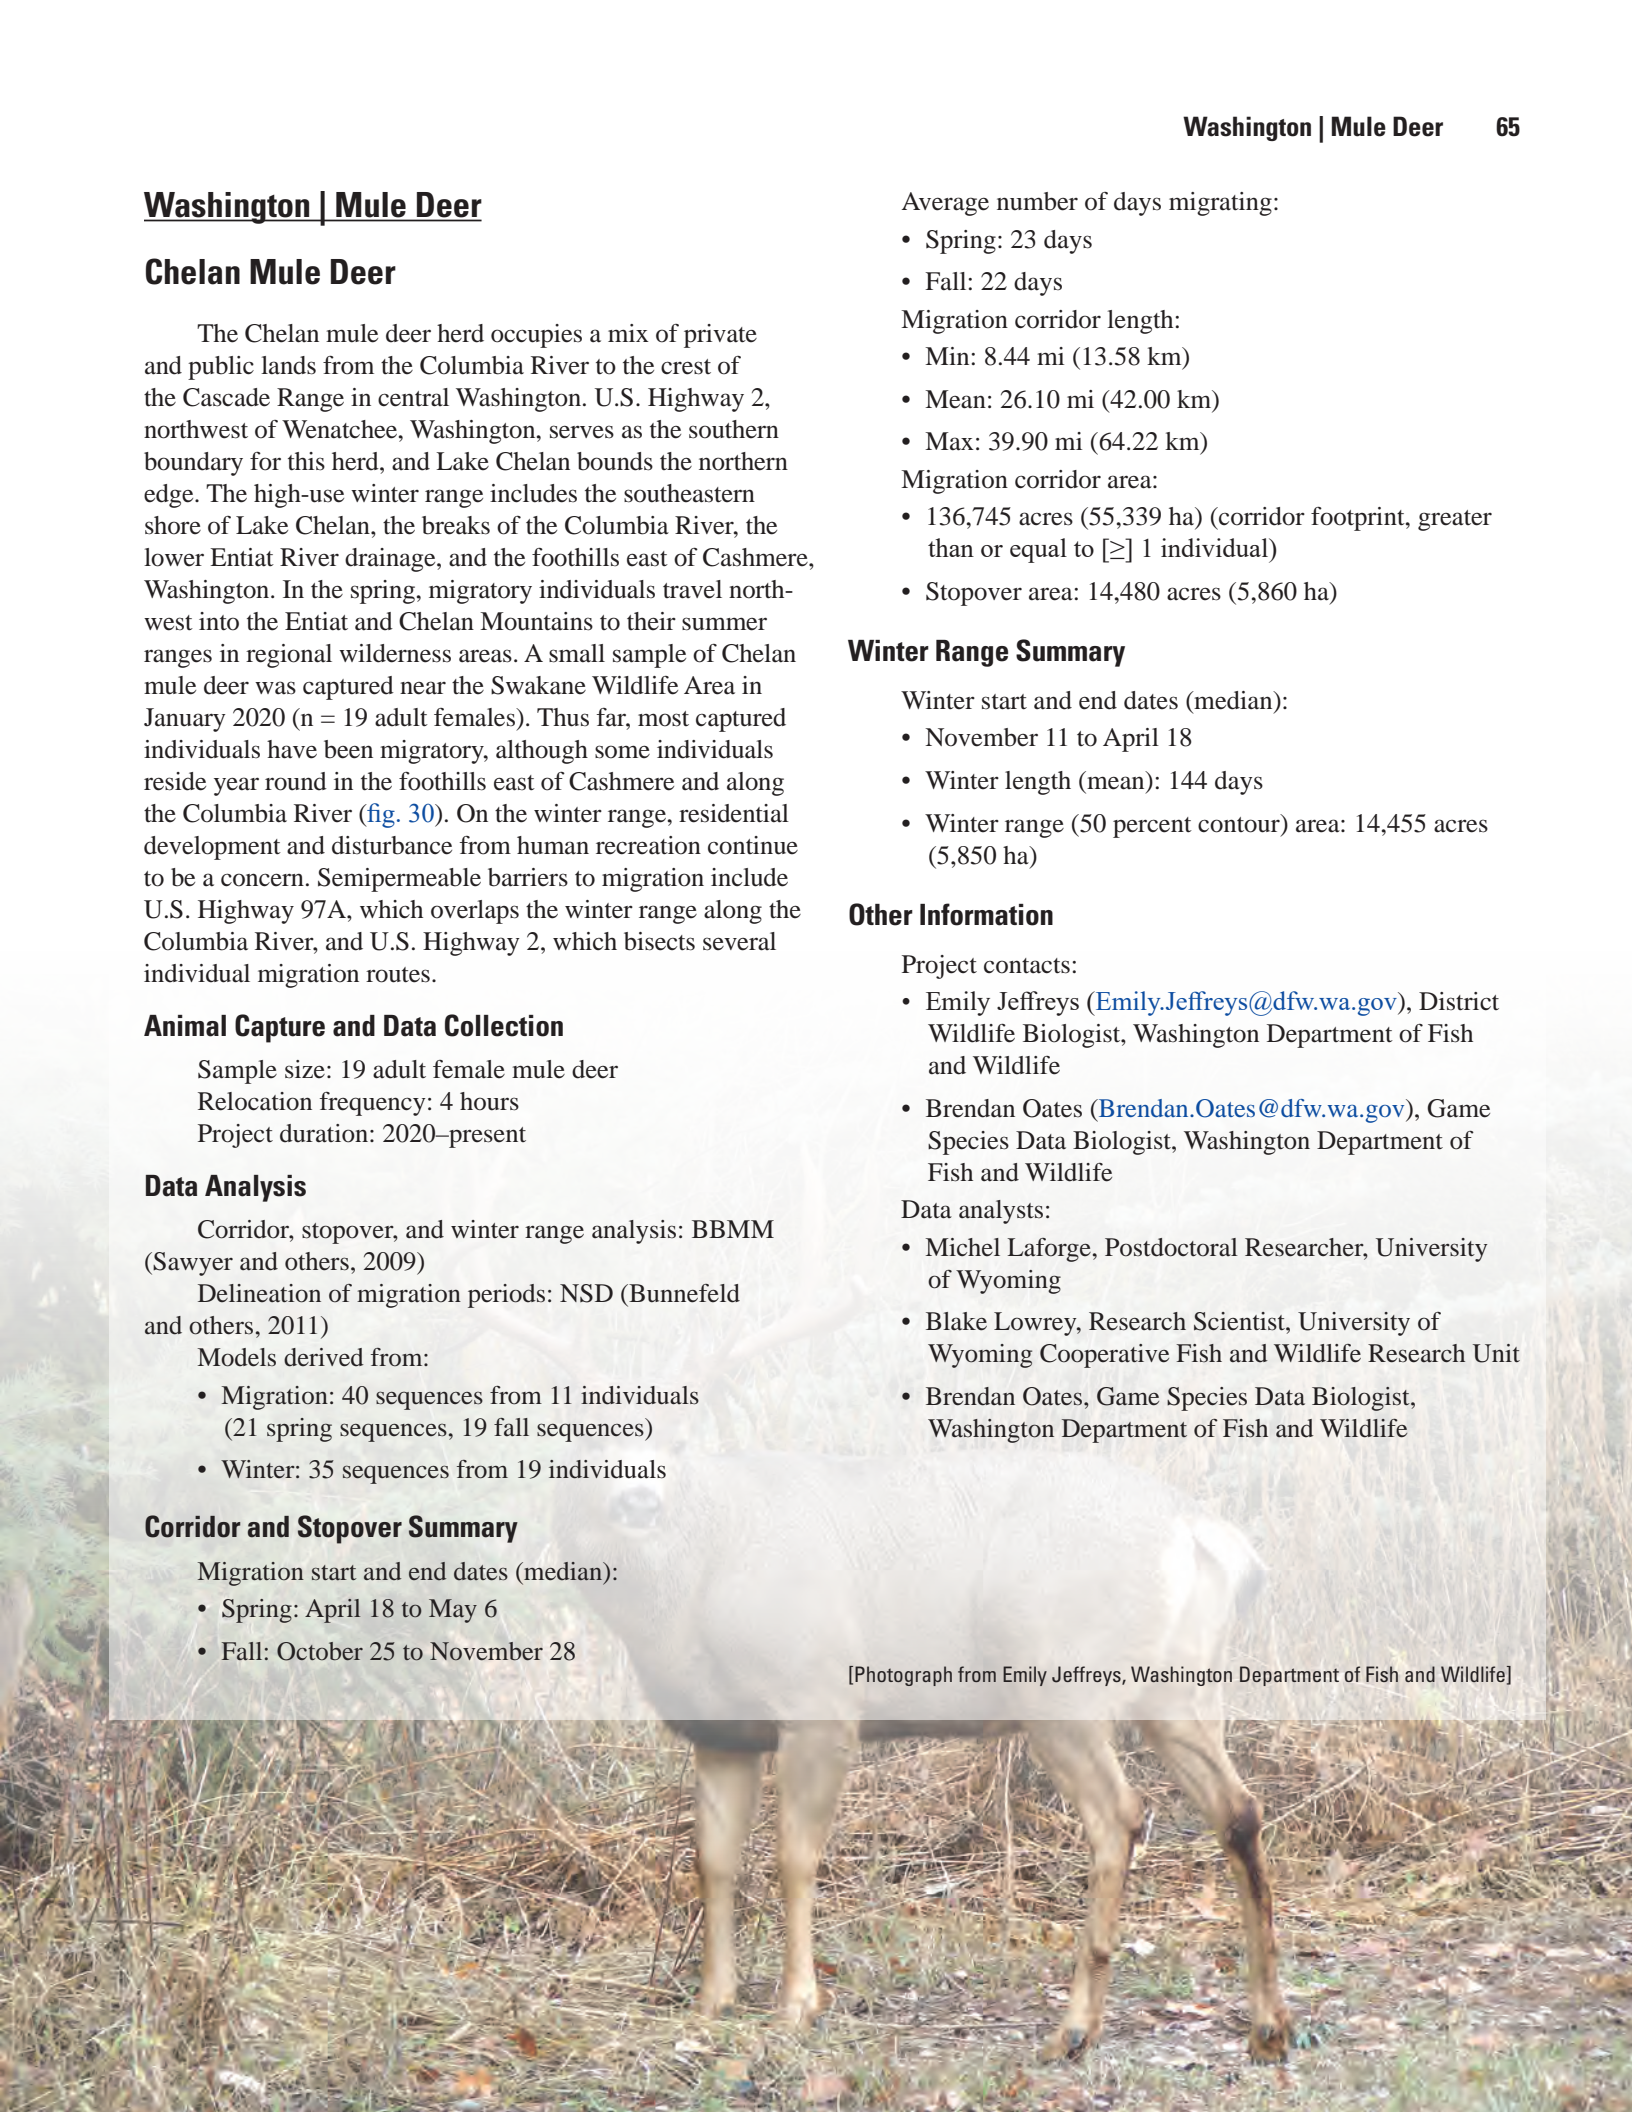 Washington | Mule Deer 65
Washington | Mule Deer
Chelan Mule Deer
The Chelan mule deer herd occupies a mix of private
and public lands from the Columbia River to the crest of
the Cascade Range in central Washington. U.S. Highway 2,
northwest of Wenatchee, Washington, serves as the southern
boundary for this herd, and Lake Chelan bounds the northern
edge. The high-use winter range includes the southeastern
shore of Lake Chelan, the breaks of the Columbia River, the
lower Entiat River drainage, and the foothills east of Cashmere,
Washington. In the spring, migratory individuals travel north-
west into the Entiat and Chelan Mountains to their summer
ranges in regional wilderness areas. A small sample of Chelan
mule deer was captured near the Swakane Wildlife Area in
January 2020 (n = 19 adult females). Thus far, most captured
individuals have been migratory, although some individuals
reside year round in the foothills east of Cashmere and along
the Columbia River (fig. 30). On the winter range, residential
development and disturbance from human recreation continue
to be a concern. Semipermeable barriers to migration include
U.S. Highway 97A, which overlaps the winter range along the
Columbia River, and U.S. Highway 2, which bisects several
individual migration routes.
Animal Capture and Data Collection
Sample size: 19 adult female mule deer
Relocation frequency: 4 hours
Project duration: 2020–present
Data Analysis
Corridor, stopover, and winter range analysis: BBMM
(Sawyer and others, 2009)
Delineation of migration periods: NSD (Bunnefeld
and others, 2011)
Models derived from:
• Migration: 40 sequences from 11 individuals
(21 spring sequences, 19 fall sequences)
• Winter: 35 sequences from 19 individuals
Corridor and Stopover Summary
Migration start and end dates (median):
• Spring: April 18 to May 6
• Fall: October 25 to November 28
Average number of days migrating:
• Spring: 23 days
• Fall: 22 days
Migration corridor length:
• Min: 8.44 mi (13.58 km)
• Mean: 26.10 mi (42.00 km)
• Max: 39.90 mi (64.22 km)
Migration corridor area:
• 136,745 acres (55,339 ha) (corridor footprint, greater
than or equal to [≥] 1 individual)
• Stopover area: 14,480 acres (5,860 ha)
Winter Range Summary
Winter start and end dates (median):
• November 11 to April 18
• Winter length (mean): 144 days
• Winter range (50 percent contour) area: 14,455 acres
(5,850 ha)
Other Information
Project contacts:
• Emily Jeffreys (Emily.Jeffreys@dfw.wa.gov), District
Wildlife Biologist, Washington Department of Fish
and Wildlife
• Brendan Oates (Brendan.Oates@dfw.wa.gov), Game
Species Data Biologist, Washington Department of
Fish and Wildlife
Data analysts:
• Michel Laforge, Postdoctoral Researcher, University
of Wyoming
• Blake Lowrey, Research Scientist, University of
Wyoming Cooperative Fish and Wildlife Research Unit
• Brendan Oates, Game Species Data Biologist,
Washington Department of Fish and Wildlife
[Photograph from Emily Jeffreys, Washington Department of Fish and Wildlife]